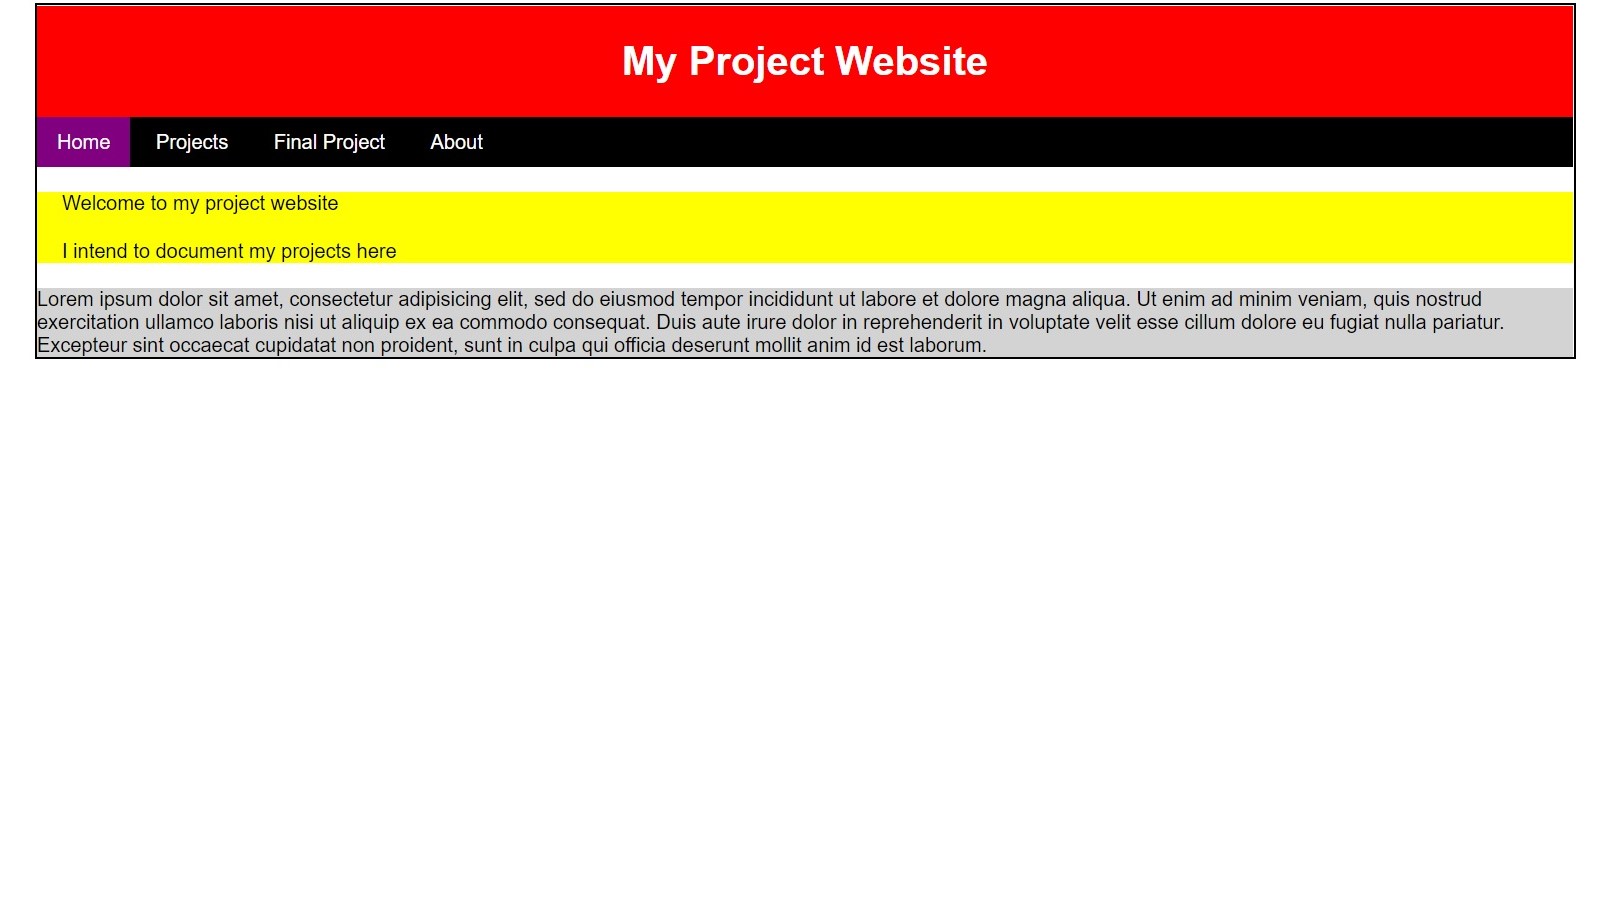 My Project Website
Home Projects Final Project About
Welcome to my project website
I intend to document my projects here
Lorem ipsum dolor sit amet, consectetur adipisicing elit, sed do eiusmod tempor incididunt ut labore et dolore magna aliqua. Ut enim ad minim veniam, quis nostrud
exercitation ullamco laboris nisi ut aliquip ex ea commodo consequat. Duis aute irure dolor in reprehenderit in voluptate velit esse cillum dolore eu fugiat nulla pariatur.
Excepteur sint occaecat cupidatat non proident, sunt in culpa qui officia deserunt mollit anim id est laborum.